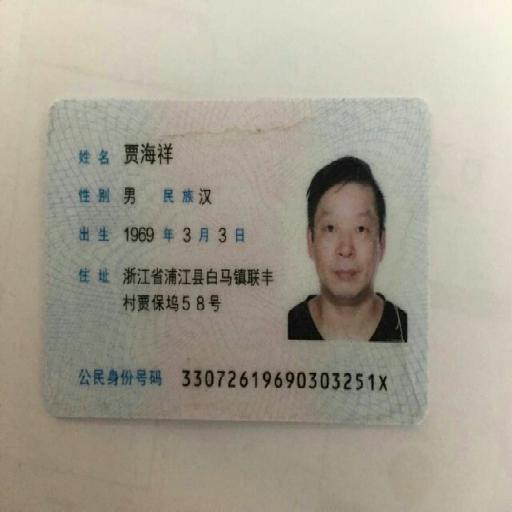 姓名 贾海祥
性别 男 民族 汉
出生 1969 年 3 月 3 日
住址 浙江省浦江县白马镇联丰
村贾保坞58号
公民身份号码 33072619690303251X